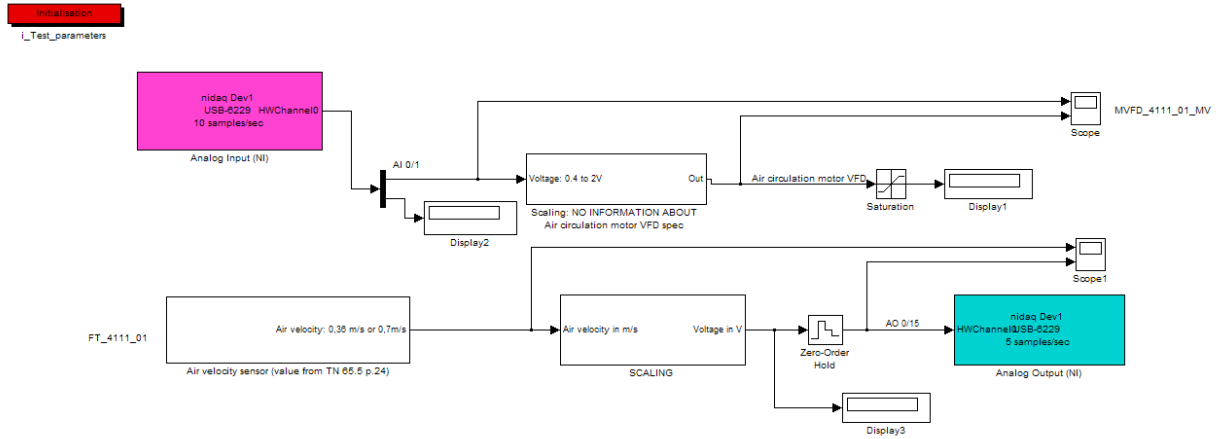 Initialisation
i_Test_parameters
nidaq Dev1
USB-6229 HWChannel0
10 samples/sec
Analog Input (NI)
AI 0/1
Display2
Voltage: 0.4 to 2V Out
Scaling: NO INFORMATION ABOUT
Air circulation motor VFD spec
Air circulation motor VFD
Saturation
Display1
Scope
MVFD_4111_01_MV
FT_4111_01
Air velocity: 0,36 m/s or 0,7m/s
Air velocity sensor (value from TN 65.5 p.24)
Air velocity in m/s Voltage in V
SCALING
Zero-Order
Hold
Display3
AO 0/15
Scope1
nidaq Dev1
HWChannel0 USB-6229
5 samples/sec
Analog Output (NI)